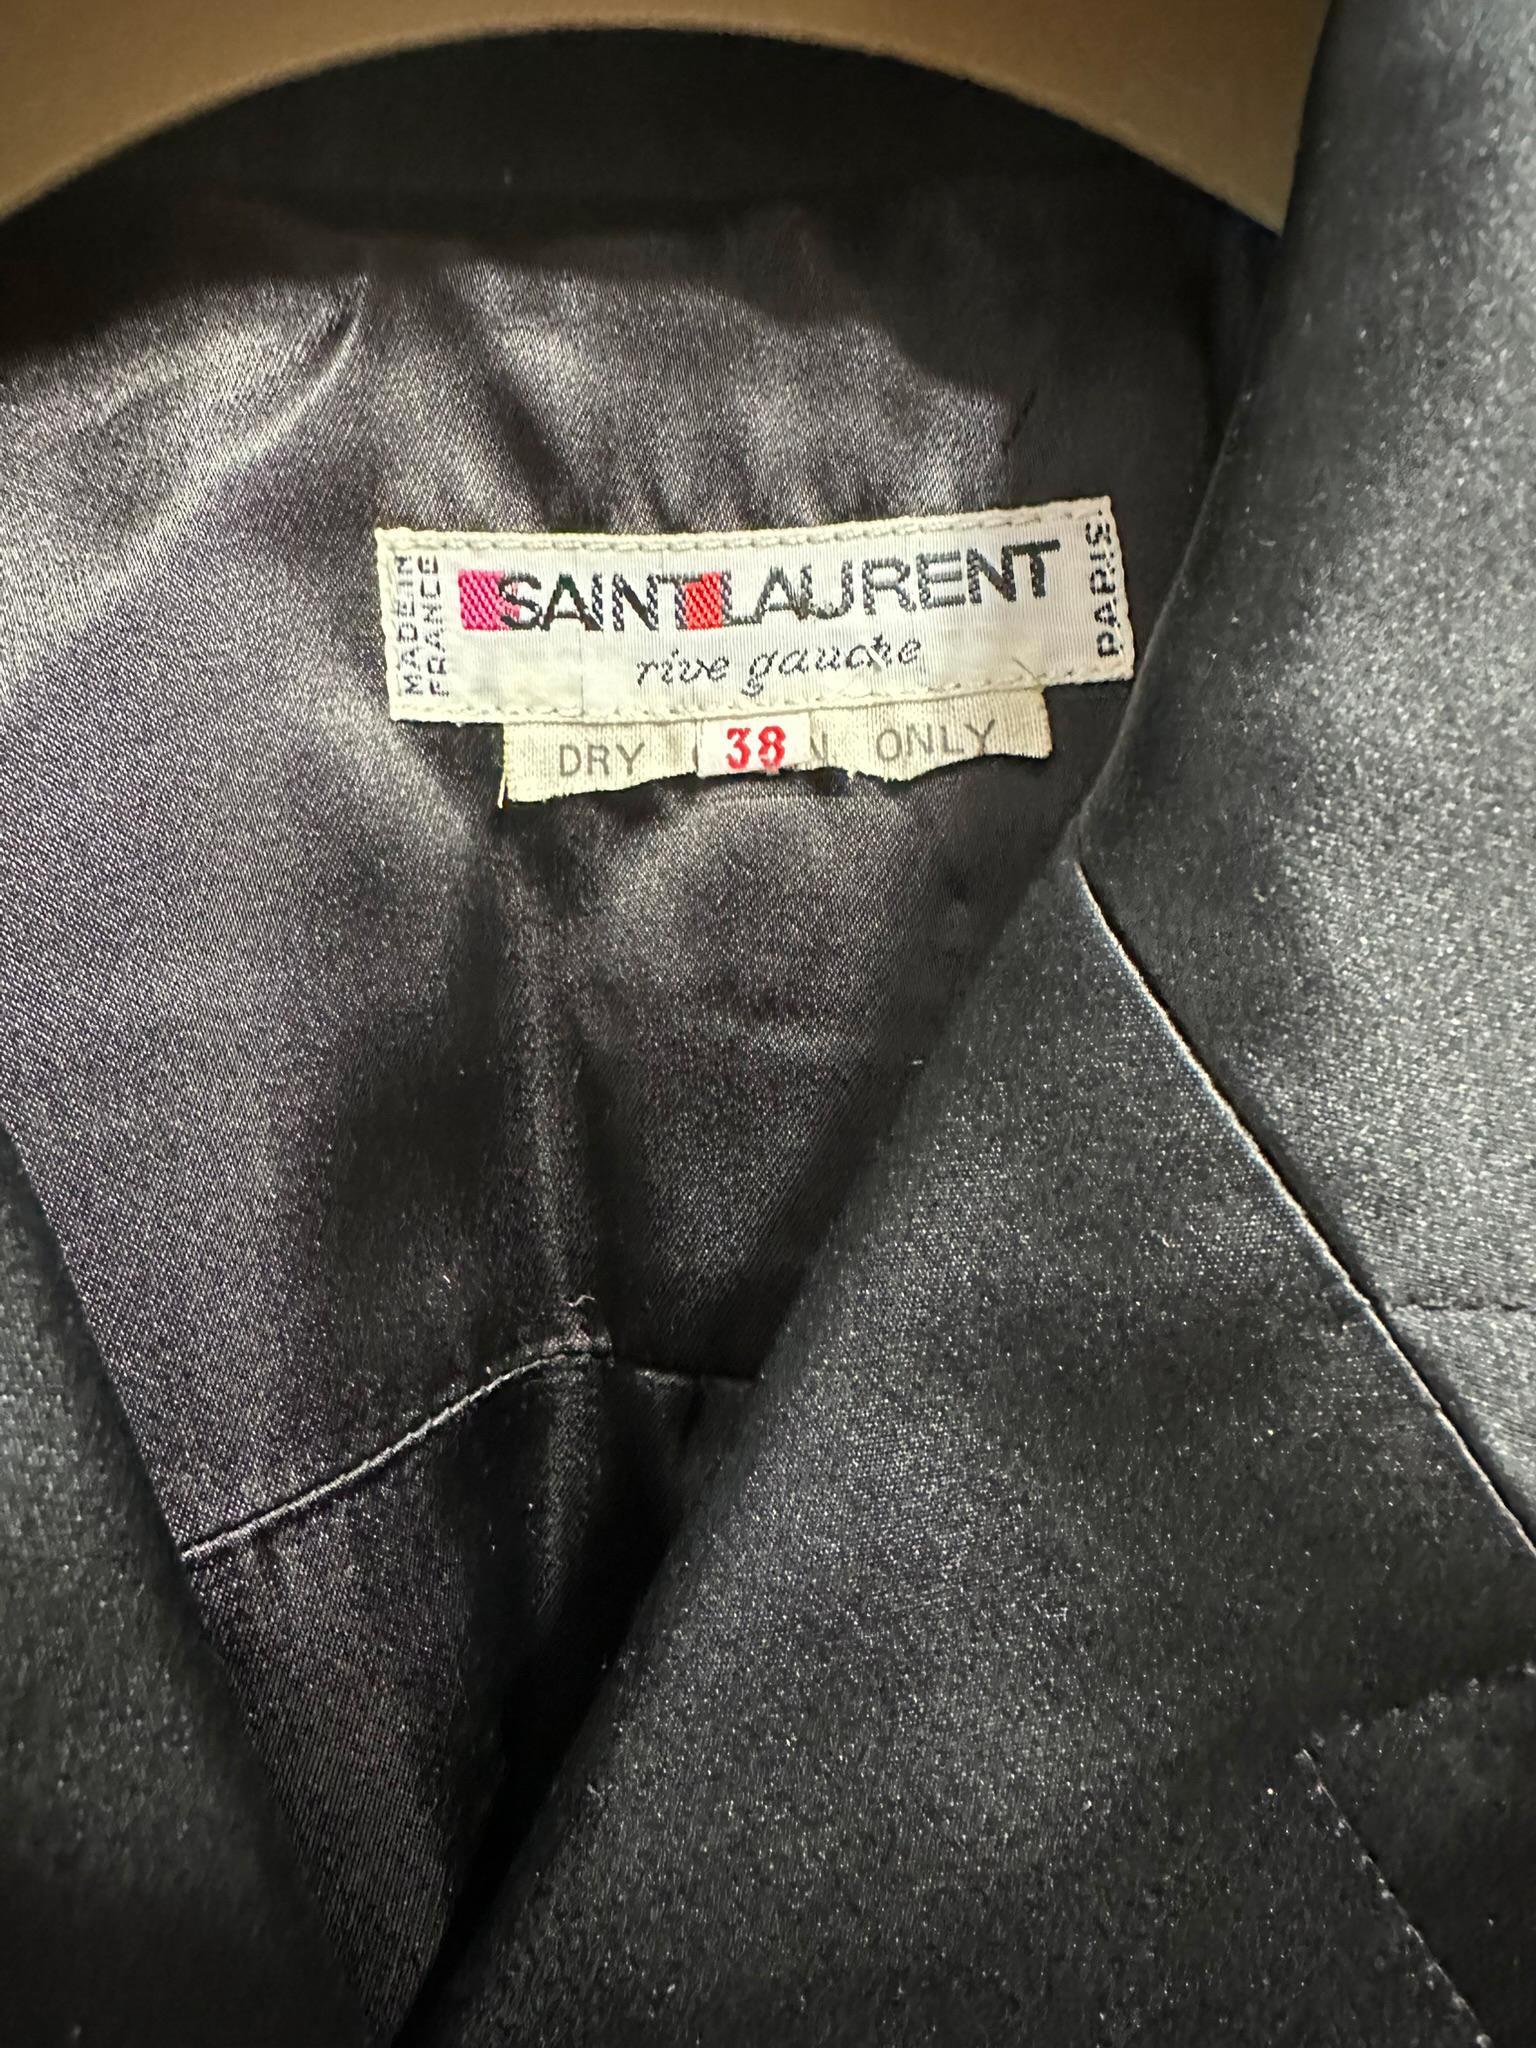 MADE IN
FRANCE
SAINT LAURENT
rive gauche
PARIS
DRY ONLY
38